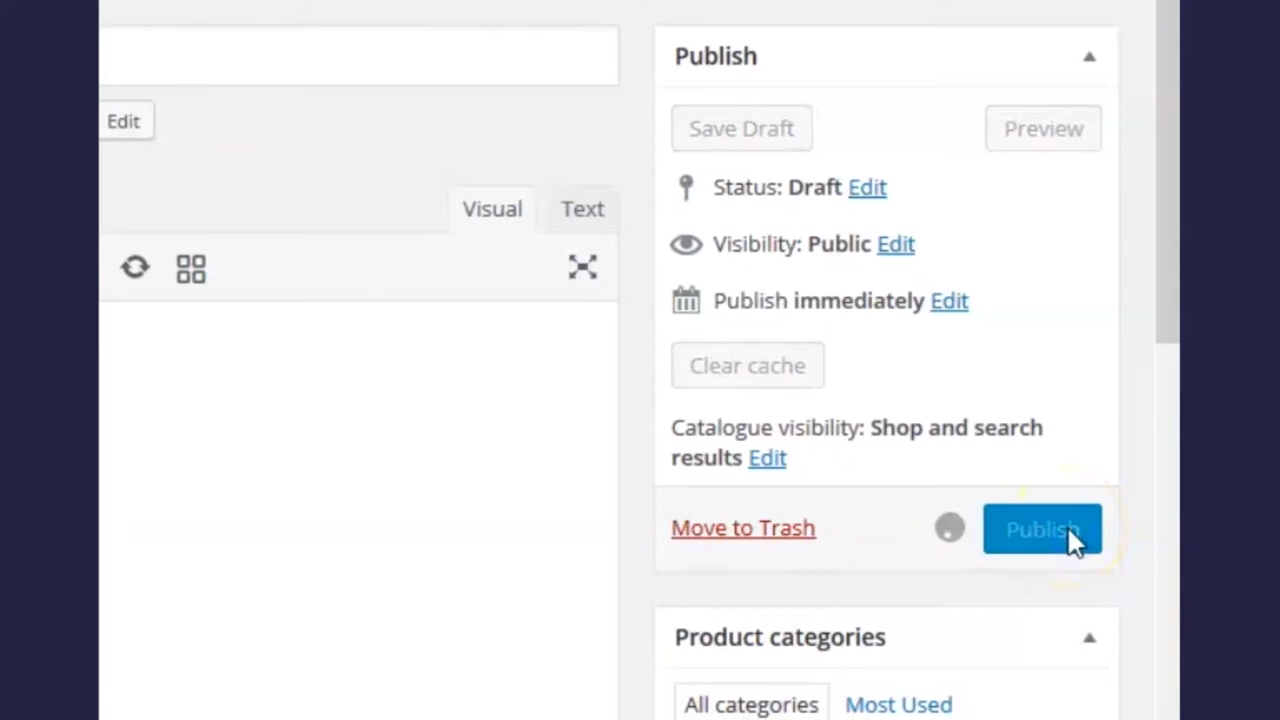 Publish
Edit
Save Draft
Preview
Status: Draft Edit
Visual
Text
Visibility: Public Edit
Publish immediately Edit
Clear cache
Catalogue visibility: Shop and search
results Edit
Move to Trash
Publish
Product categories
All categories
Most Used